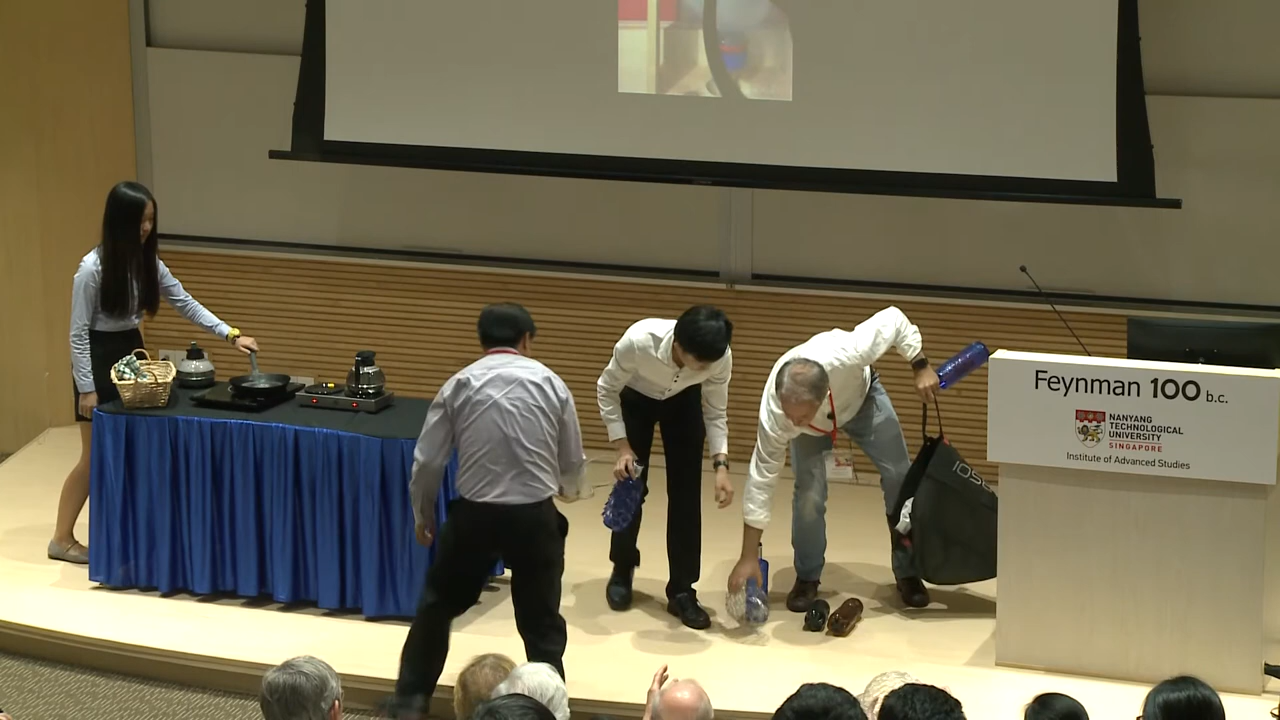 Feynman 100 b.c.
NANYANG
TECHNOLOGICAL
UNIVERSITY
SINGAPORE
Institute of Advanced Studies